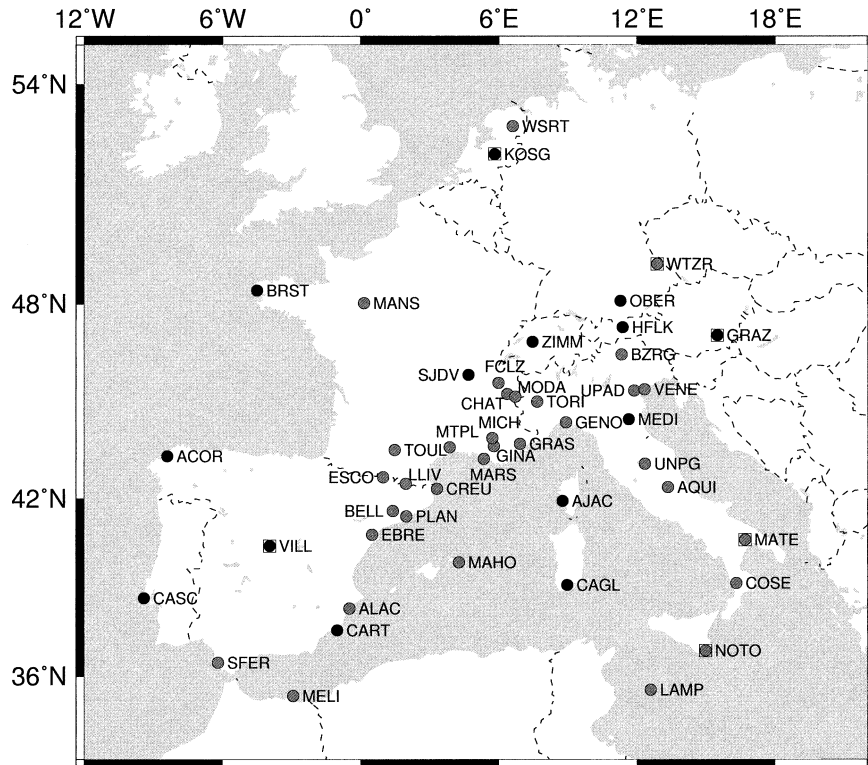 12°W 6°W 0° 6°E 12°E 18°E
54°N
WSRT
KOSG
WTZR
BRST
OBER
48°N
MANS
HFLK
GRAZ
ZIMM
BZRG
FCLZ
SJDV
MODA
UPAD
VENE
CHAT
TORI
MICH
GENO
MEDI
MTPL
GRAS
TOUL
GINA
ACOR
MARS
UNPG
ESCO
LLIV
CREU
AQUI
42°N
AJAC
BELL
PLAN
EBRE
MATE
VILL
MAHO
COSE
CAGL
CASC
ALAC
CART
NOTO
SFER
36°N
LAMP
MELI